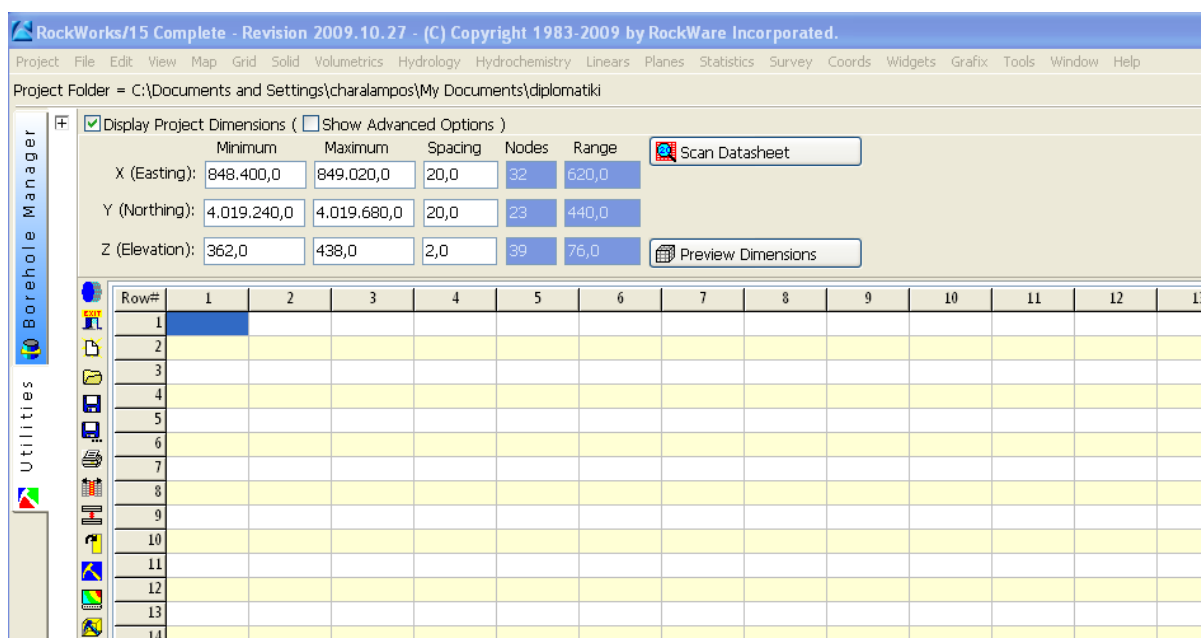 RockWorks/15 Complete - Revision 2009.10.27 - (C) Copyright 1983-2009 by RockWare Incorporated.
Project File Edit View Map Grid Solid Volumetrics Hydrology Hydrochemistry Linears Planes Statistics Survey Coords Widgets Grafix Tools Window Help
Project Folder = C:\Documents and Settings\charalampos\My Documents\diplomatiki
Borehole Manager
Utilities
Display Project Dimensions ( Show Advanced Options )
Minimum Maximum Spacing Nodes Range
Scan Datasheet
X (Easting): 848.400,0 849.020,0 20,0 32 620,0
Y (Northing): 4.019.240,0 4.019.680,0 20,0 23 440,0
Z (Elevation): 362,0 438,0 2,0 39 76,0
Preview Dimensions
EXIT
Row# 1 2 3 4 5 6 7 8 9 10 11 12
1
2
3
4
5
6
7
8
9
10
11
12
13
14